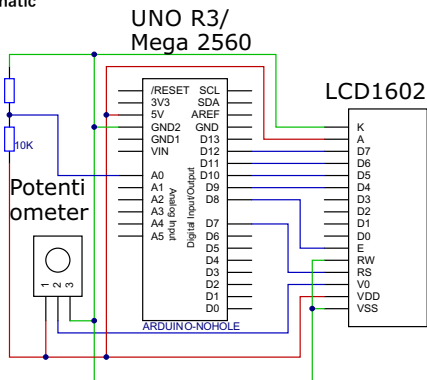 matic
UNO R3/
Mega 2560
LCD1602
10K
Potenti
ometer
1 2 3
/RESET SCL
3V3 SDA
5V AREF
GND2 GND
GND1 D13
VIN D12
D11
A0 D10
A1 D9
A2 D8
A3
A4 D7
A5 D6
D5
D4
D3
D2
D1
D0
Analog Input
Digital Input/Output
ARDUINO-NOHOLE
K
A
D7
D6
D5
D4
D3
D2
D1
D0
E
RW
RS
V0
VDD
VSS